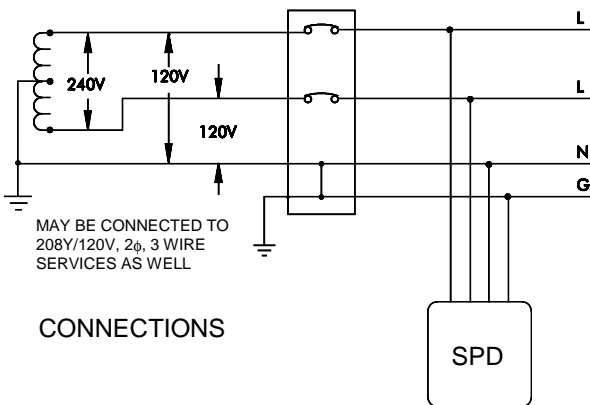 L
240V
120V
L
120V
N
G
MAY BE CONNECTED TO
208Y/120V, 2ϕ, 3 WIRE
SERVICES AS WELL
CONNECTIONS
SPD